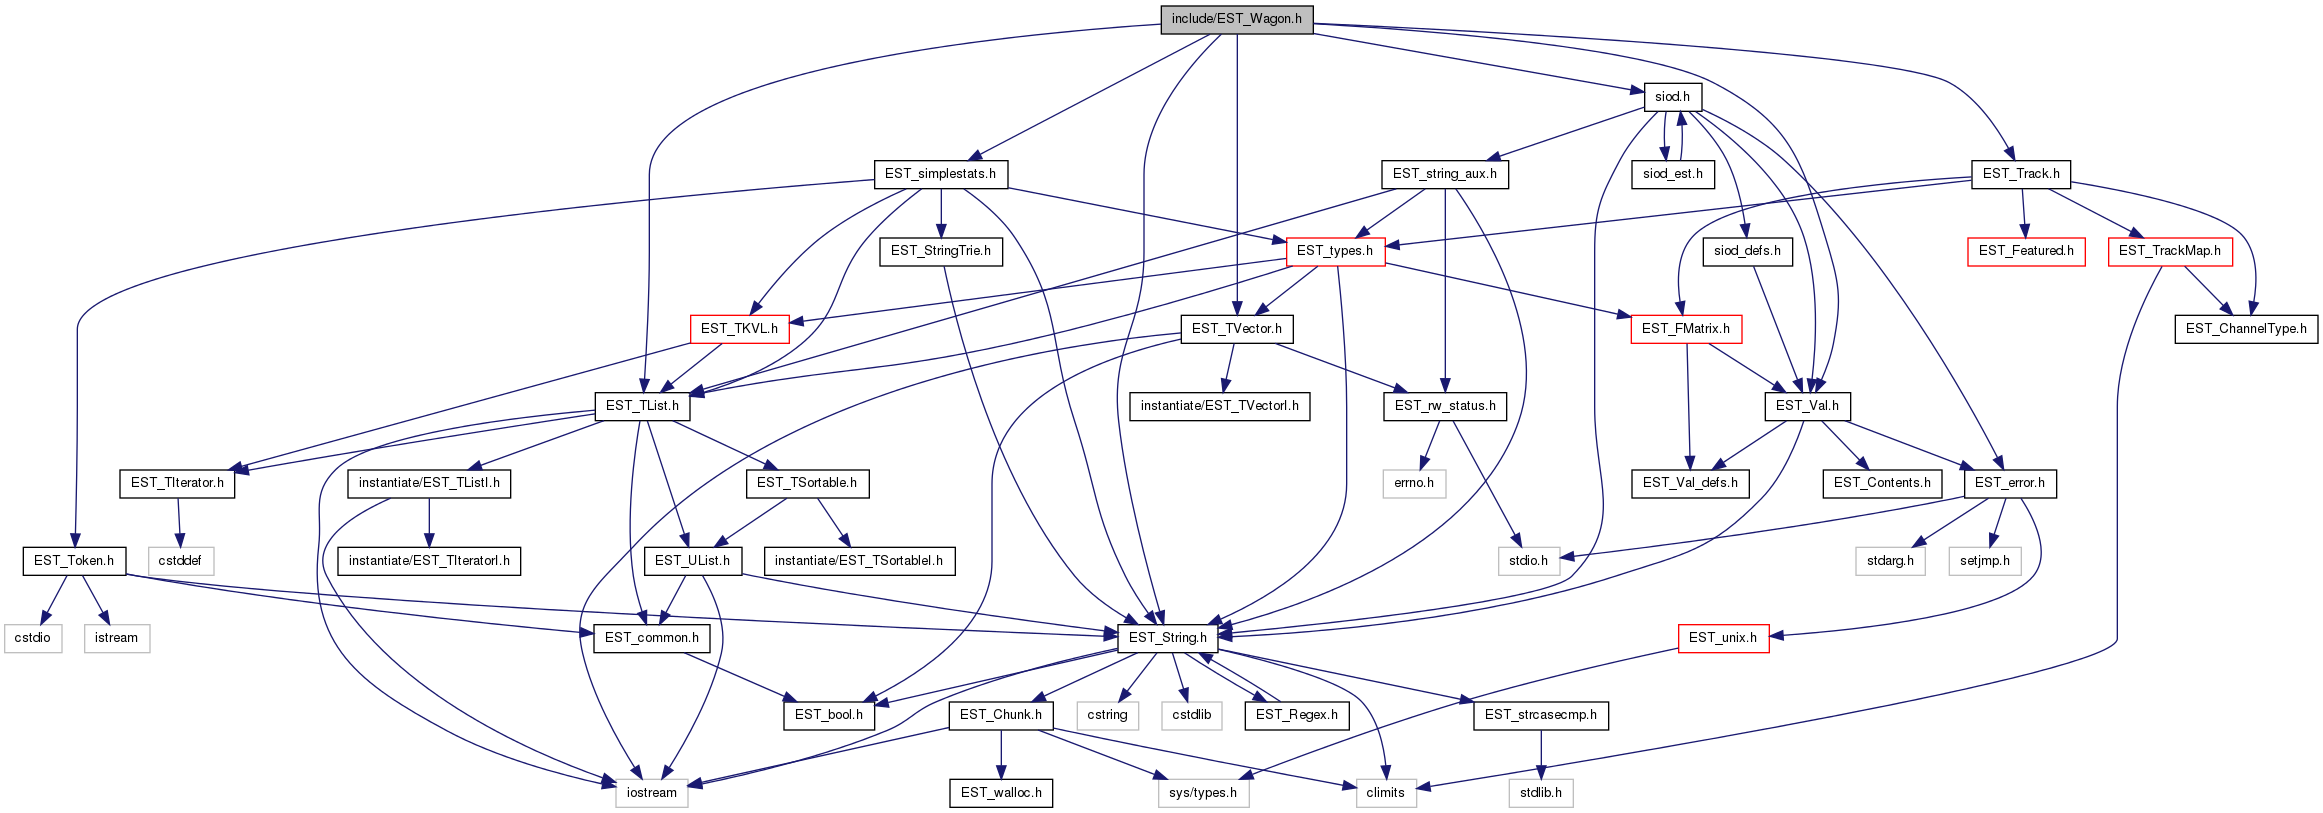 include/EST_Wagon.h
siod.h
EST_simplestats.h
EST_string_aux.h
siod_est.h
EST_Track.h
EST_StringTrie.h
EST_types.h
siod_defs.h
EST_Featured.h
EST_TrackMap.h
EST_TKVL.h
EST_TVector.h
EST_FMatrix.h
EST_ChannelType.h
EST_TList.h
instantiate/EST_TVectorI.h
EST_rw_status.h
EST_Val.h
EST_TIterator.h
instantiate/EST_TListI.h
EST_TSortable.h
errno.h
EST_Val_defs.h
EST_Contents.h
EST_error.h
EST_Token.h
cstddef
instantiate/EST_TIteratorI.h
EST_UList.h
instantiate/EST_TSortableI.h
stdio.h
stdarg.h
setjmp.h
cstdio
istream
EST_common.h
EST_String.h
EST_unix.h
EST_bool.h
EST_Chunk.h
cstring
cstdlib
EST_Regex.h
EST_strcasecmp.h
iostream
EST_walloc.h
sys/types.h
climits
stdlib.h